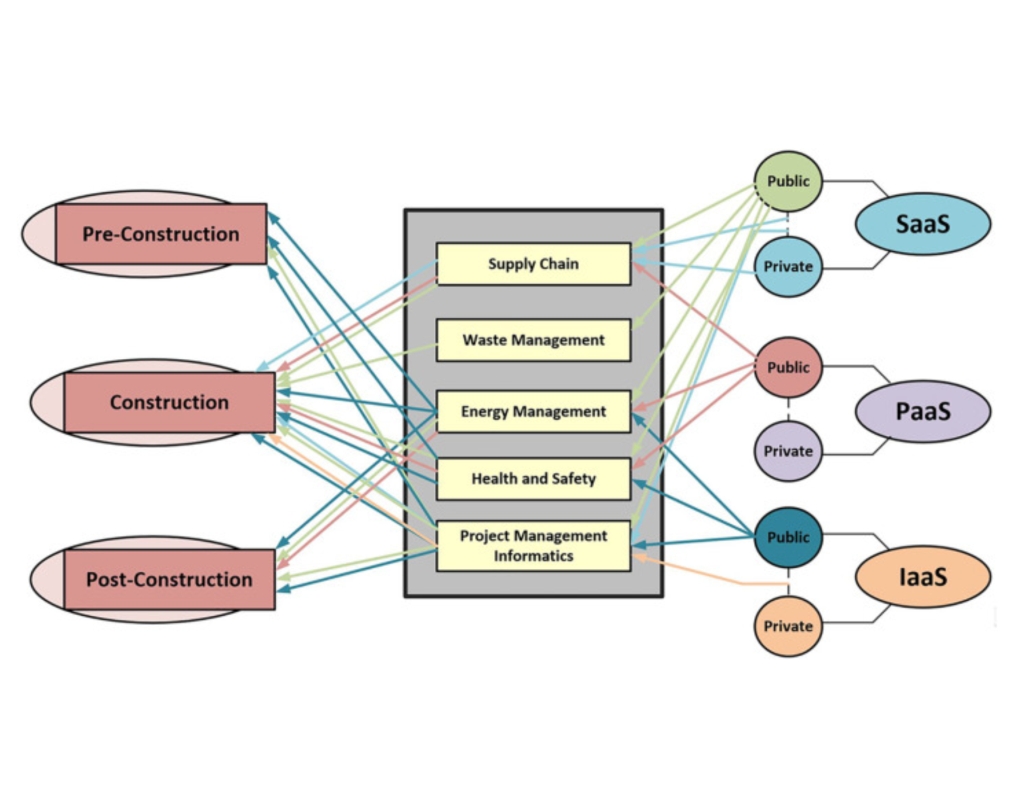 Pre-Construction
Construction
Post-Construction
Supply Chain
Waste Management
Energy Management
Health and Safety
Project Management
Informatics
Public
Private
SaaS
Public
Private
PaaS
Public
Private
IaaS